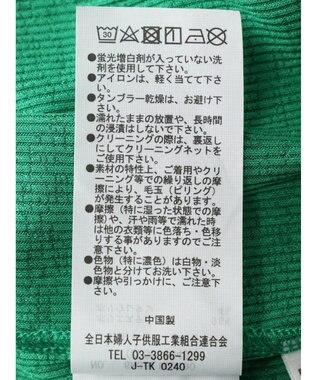 30
●蛍光増白剤が入っていない洗
剤を使用して下さい。
●アイロンは、軽く当てて下さ
い。
●タンブラー乾燥は、お避け下
さい。
●濡れたままの放置や、長時間
の浸漬はしないで下さい。
●クリーニングの際は、裏返し
にしてクリーニングネットを
ご使用下さい。
●素材の特性上、ご着用やクリ
ーニング等での繰り返しの摩
擦により、毛玉（ピリング）
が発生することがあります。
●摩擦（特に湿った状態での摩
擦）や、汗や雨等で濡れた時
は他の衣類等に色落ち・色移
りする事がありますのでご注
意下さい。
●色物（特に濃色）は白物・淡
色物と分けてお洗い下さい。
●摩擦や引っかけに、ご注意下
さい。
中国製
全日本婦人子供服工業組合連合会
TEL 03-3866-1299
J-TK 0240